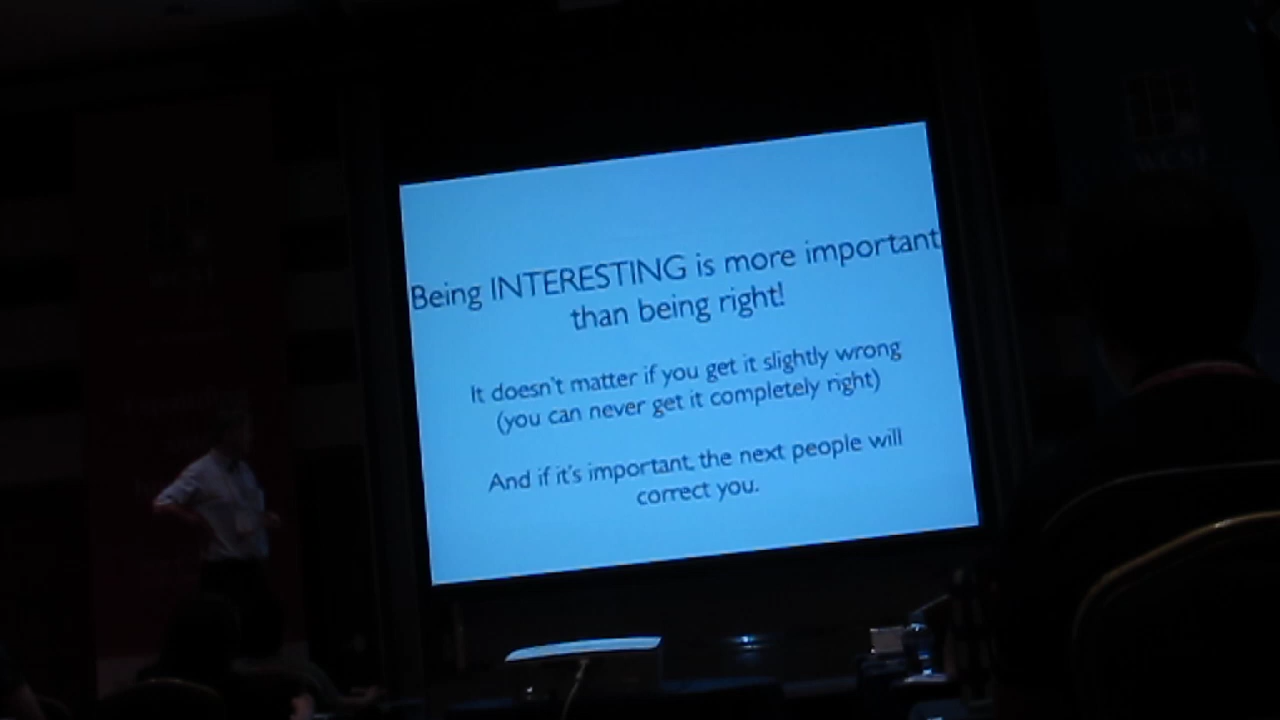 Being INTERESTING is more important
than being right!
It doesn't matter if you get it slightly wrong
(you can never get it completely right)
And if it's important, the next people will
correct you.